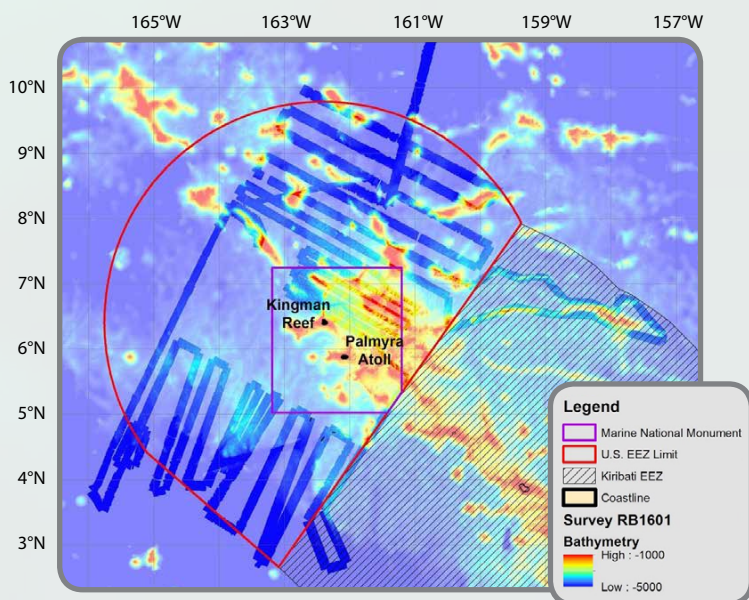 165°W 163°W 161°W 159°W 157°W
10°N
9°N
8°N
7°N
6°N
5°N
4°N
3°N
Kingman
Reef
Palmyra
Atoll
Legend
Marine National Monument
U.S. EEZ Limit
Kiribati EEZ
Coastline
Survey RB1601
Bathymetry
High : -1000
Low : -5000